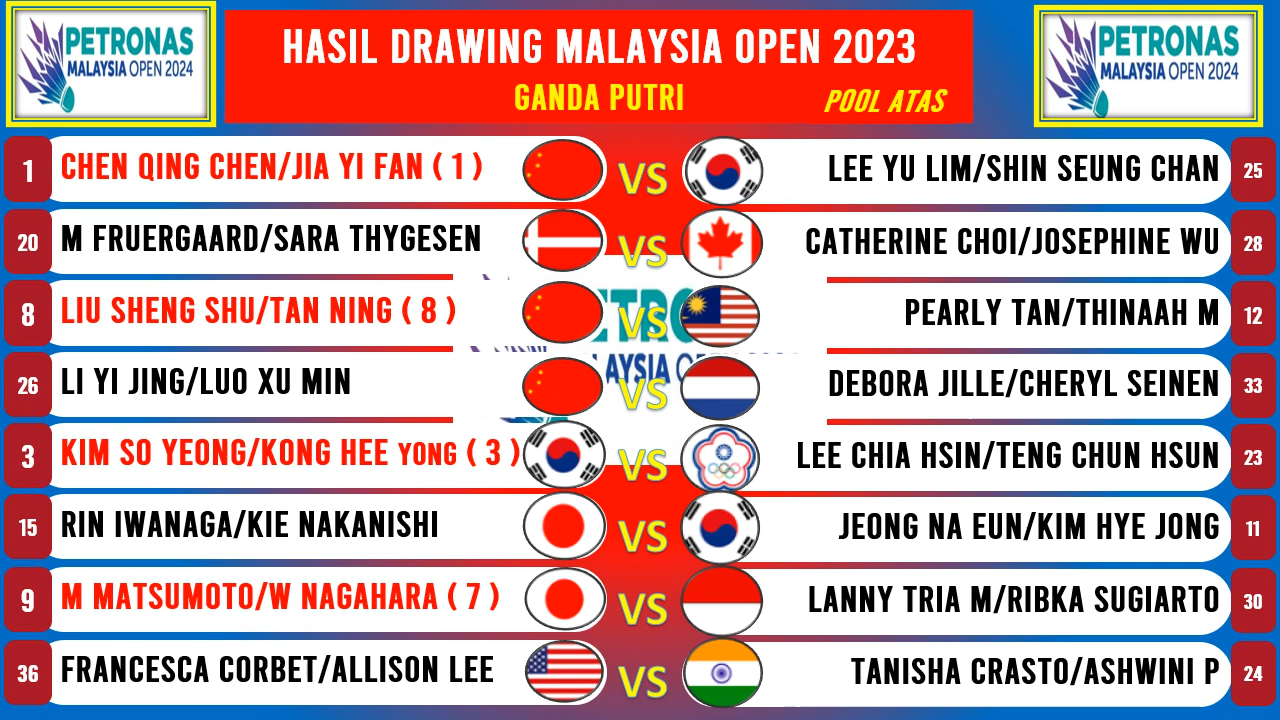 PETRONAS
MALAYSIA OPEN 2024
HASIL DRAWING MALAYSIA OPEN 2023
GANDA PUTRI
POOL ATAS
PETRONAS
MALAYSIA OPEN 2024
1 CHEN QING CHEN/JIA YI FAN ( 1 ) VS LEE YU LIM/SHIN SEUNG CHAN 25
20 M FRUERGAARD/SARA THYGESEN VS CATHERINE CHOI/JOSEPHINE WU 28
8 LIU SHENG SHU/TAN NING ( 8 ) VS PEARLY TAN/THINAAH M 12
26 LI YI JING/LUO XU MIN VS DEBORA JILLE/CHERYL SEINEN 33
3 KIM SO YEONG/KONG HEE YONG ( 3 ) VS LEE CHIA HSIN/TENG CHUN HSUN 23
15 RIN IWANAGA/KIE NAKANISHI VS JEONG NA EUN/KIM HYE JONG 11
9 M MATSUMOTO/W NAGAHARA ( 7 ) VS LANNY TRIA M/RIBKA SUGIARTO 30
36 FRANCESCA CORBET/ALLISON LEE VS TANISHA CRASTO/ASHWINI P 24